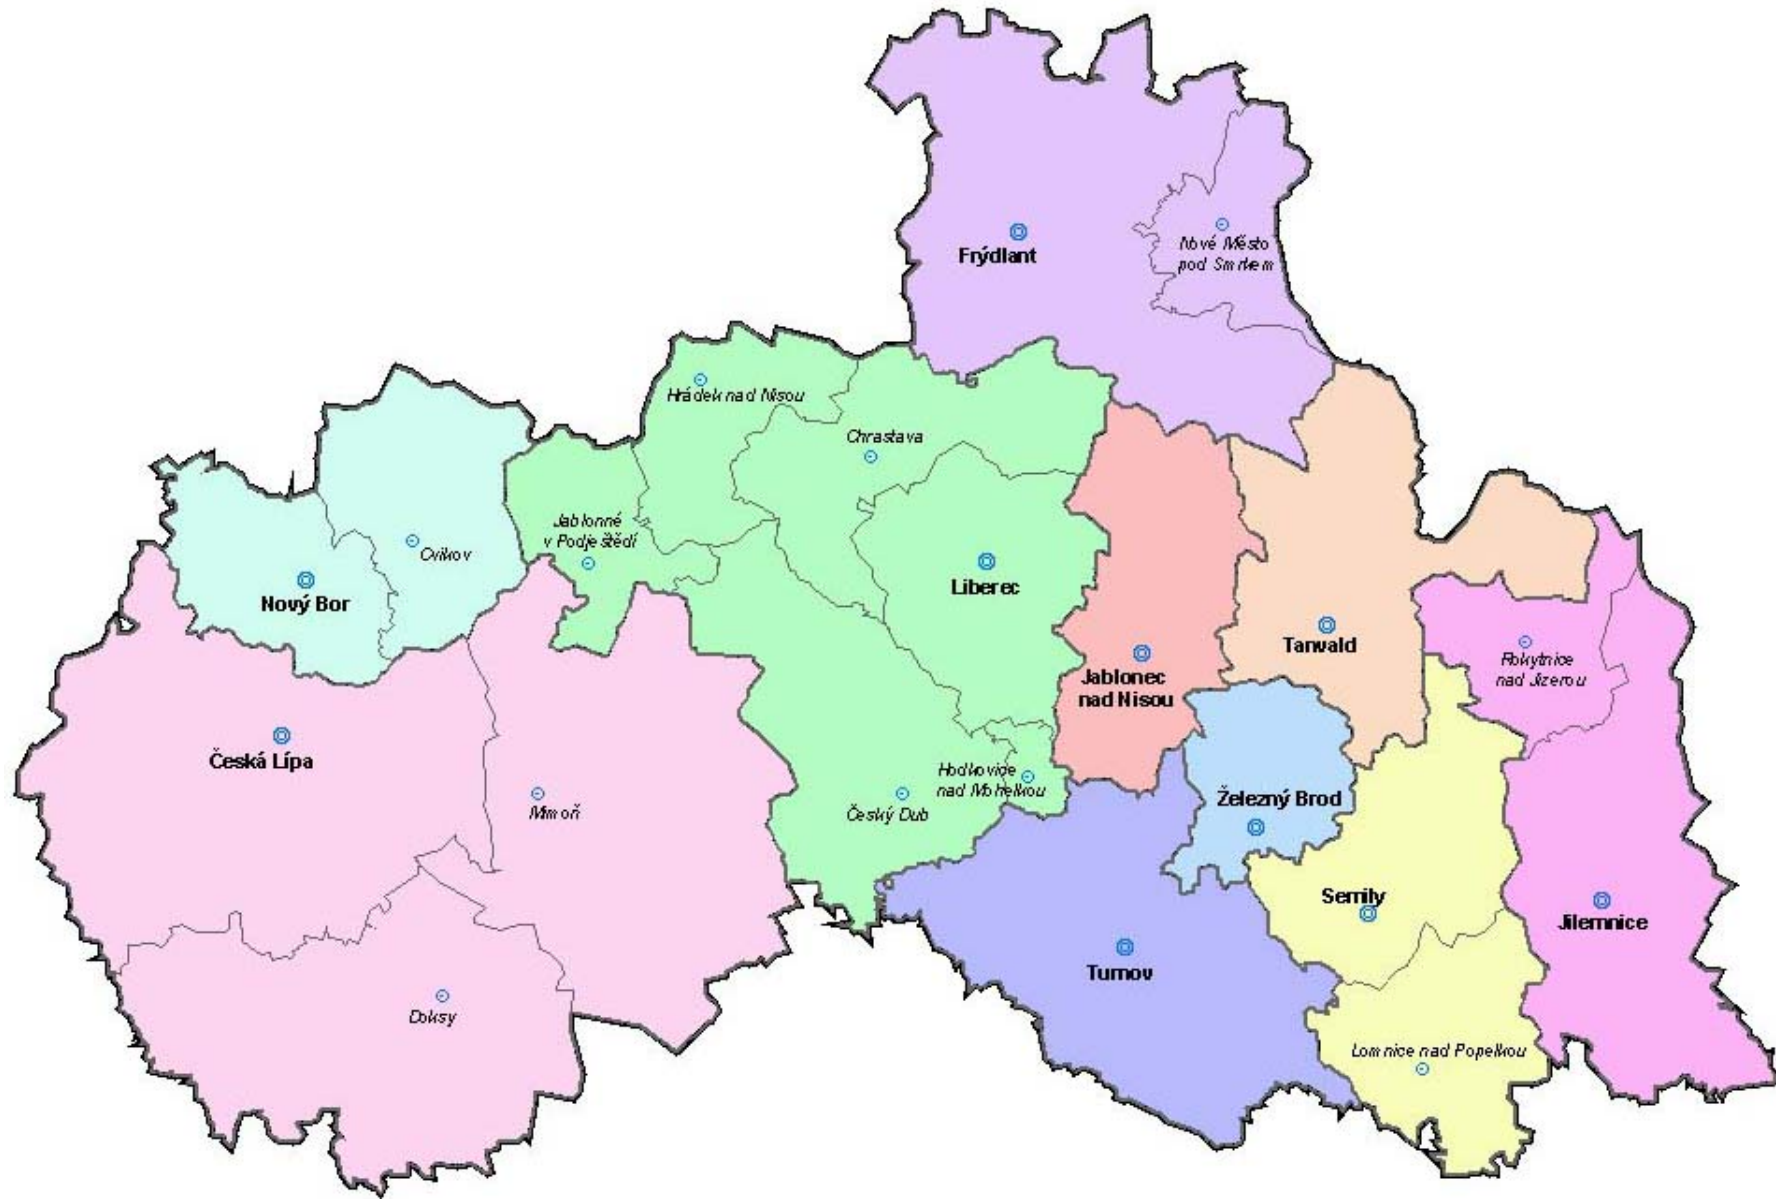 Frýdlant
Nové Město
pod Smrkem
Hrádek nad Nisou
Chrastava
Jablonné
v Podještědí
Cvikov
Nový Bor
Liberec
Tanvald
Rokytnice
nad Jizerou
Jablonec
nad Nisou
Česká Lípa
Mimoň
Hodkovice
nad Mohelkou
Český Dub
Železný Brod
Semily
Jilemnice
Turnov
Doksy
Lomnice nad Popelkou